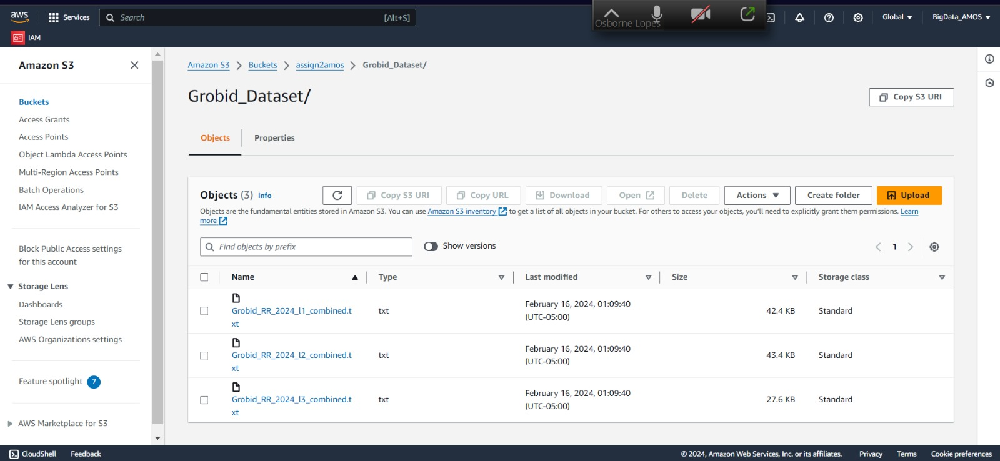 aws
Services
Search
[Alt+S]
Osborne Lopes
Global
BigData_AMOS
IAM
Amazon S3
Buckets
Access Grants
Access Points
Object Lambda Access Points
Multi-Region Access Points
Batch Operations
IAM Access Analyzer for S3
Block Public Access settings
for this account
Storage Lens
Dashboards
Storage Lens groups
AWS Organizations settings
Feature spotlight 7
AWS Marketplace for S3
Amazon S3 > Buckets > assign2amos > Grobid_Dataset/
Grobid_Dataset/
Copy S3 URI
Objects
Properties
Objects (3) Info
Copy S3 URI
Copy URL
Download
Open
Delete
Actions
Create folder
Upload
Objects are the fundamental entities stored in Amazon S3. You can use Amazon S3 inventory to get a list of all objects in your bucket. For others to access your objects, you'll need to explicitly grant them permissions. Learn
more
Find objects by prefix
Show versions
1
Name Type Last modified Size Storage class
Grobid_RR_2024_l1_combined.t
xt
txt
February 16, 2024, 01:09:40
(UTC-05:00)
42.4 KB
Standard
Grobid_RR_2024_l2_combined.t
xt
txt
February 16, 2024, 01:09:40
(UTC-05:00)
43.4 KB
Standard
Grobid_RR_2024_l3_combined.t
xt
txt
February 16, 2024, 01:09:40
(UTC-05:00)
27.6 KB
Standard
CloudShell
Feedback
© 2024, Amazon Web Services, Inc. or its affiliates.
Privacy
Terms
Cookie preferences